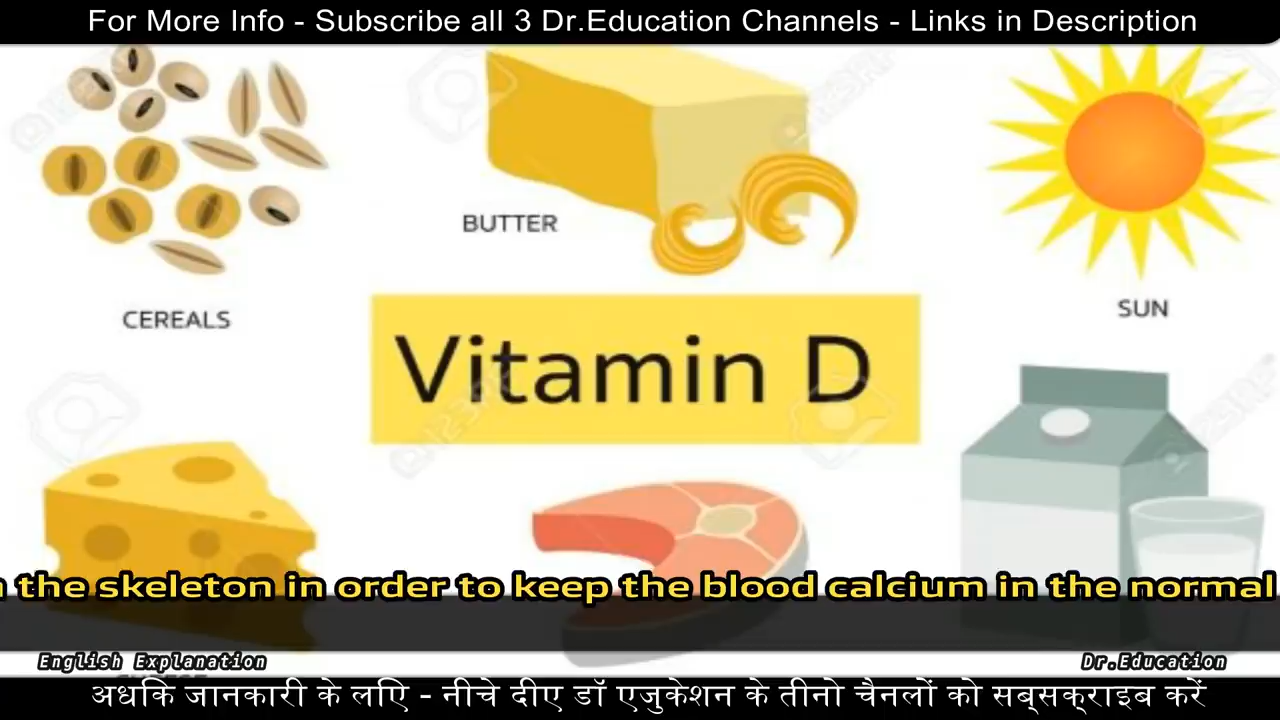 For More Info - Subscribe all 3 Dr.Education Channels - Links in Description
BUTTER
SUN
CEREALS
Vitamin D
the skeleton in order to keep the blood calcium in the normal
English Explanation
Dr.Education
अधकि जानकारी के लएि - नीचे दीए डॉ एजुकेशन के तीनो चैनलों को सब्सक्राइब करें